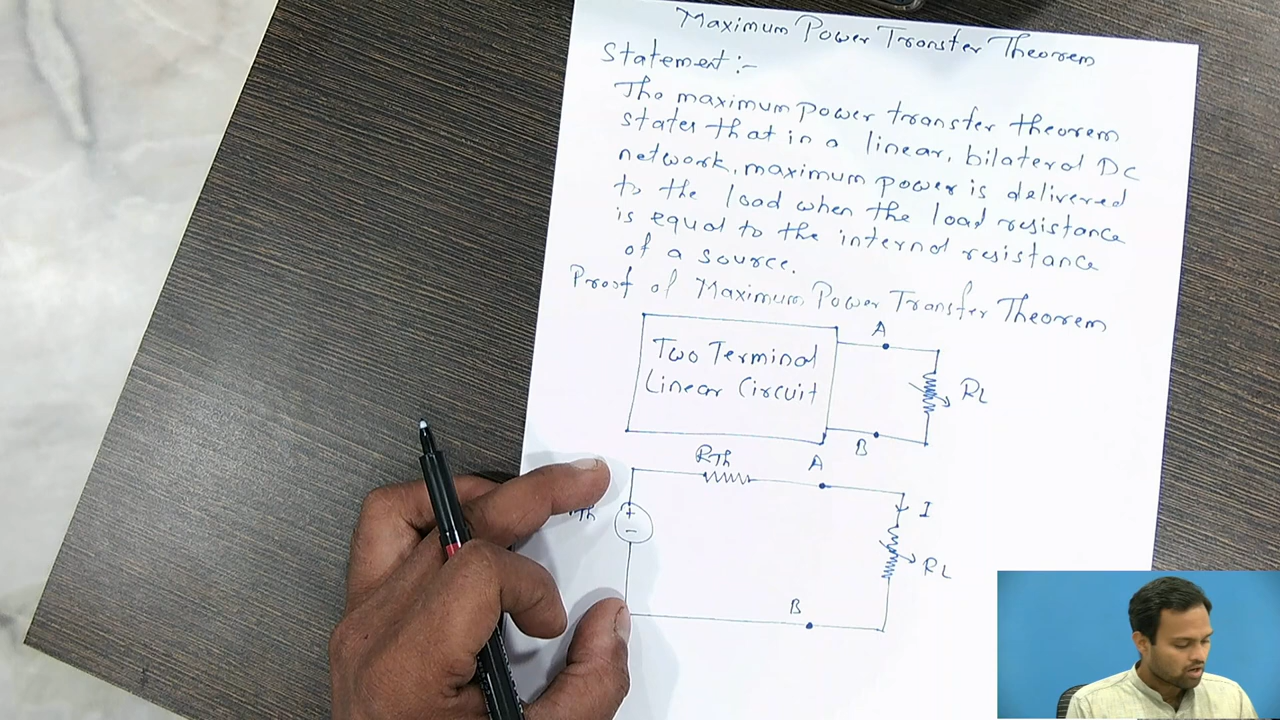 Maximum Power Transfer Theorem
Statement :-
The maximum power transfer theorem
states that in a linear, bilateral DC
network, maximum power is delivered
to the load when the load resistance
is equal to the internal resistance
of a source.
Proof of Maximum Power Transfer Theorem
A
Two Terminal
Linear Circuit
RL
B
RTh
A
I
+
-
RL
B